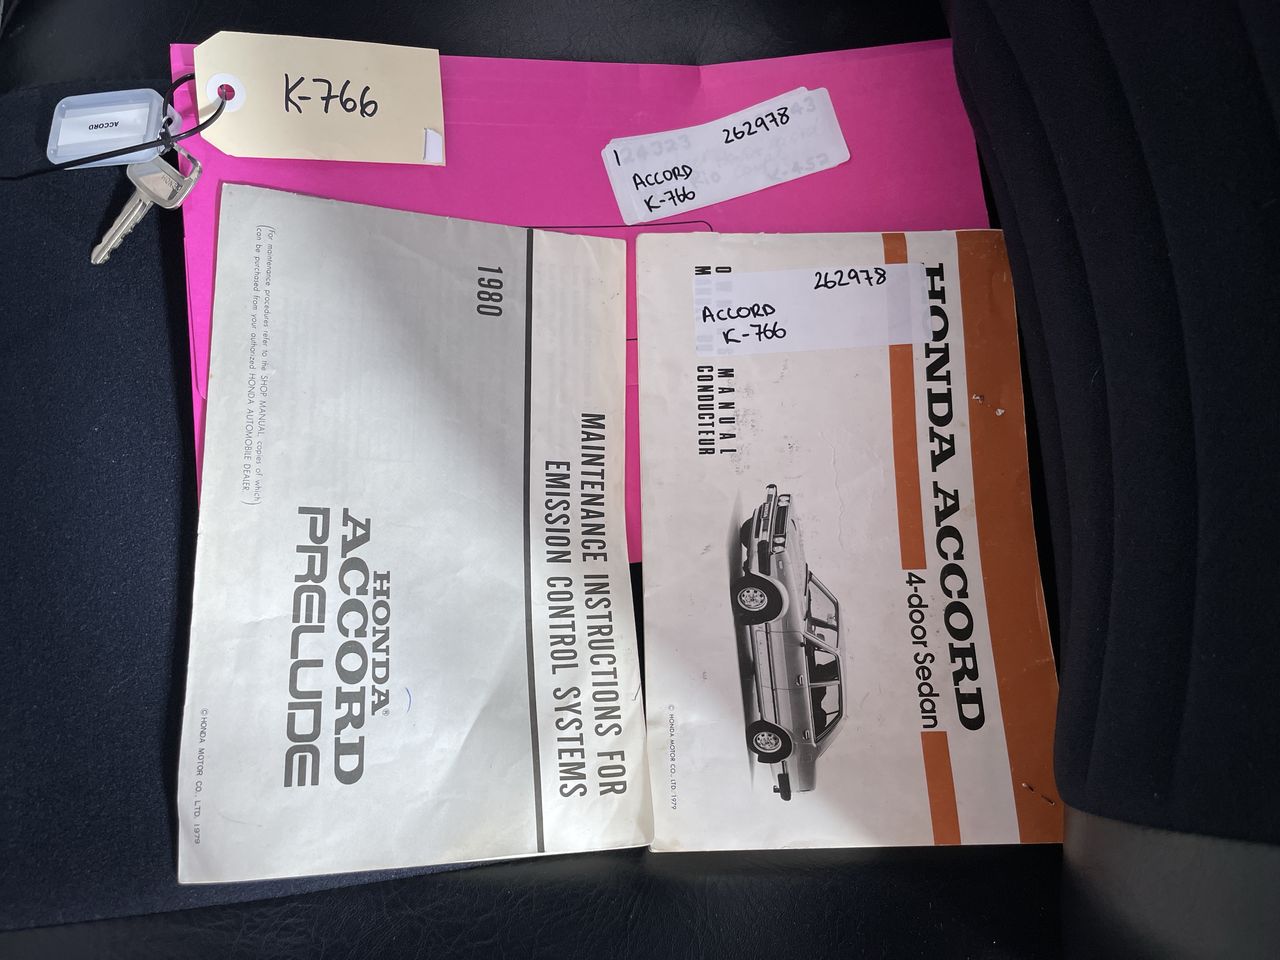 K-766
ACCORD
262978
ACCORD
K-766
1980
MAINTENANCE INSTRUCTIONS FOR
EMISSION CONTROL SYSTEMS
HONDA®
ACCORD
PRELUDE
(For maintenance procedures refer to the SHOP MANUAL, copies of which
can be purchased from your authorized HONDA AUTOMOBILE DEALER.)
© HONDA MOTOR CO., LTD. 1979
HONDA ACCORD
4-door Sedan
262978
ACCORD
K-766
MANUAL
CONDUCTEUR
© HONDA MOTOR CO., LTD. 1979